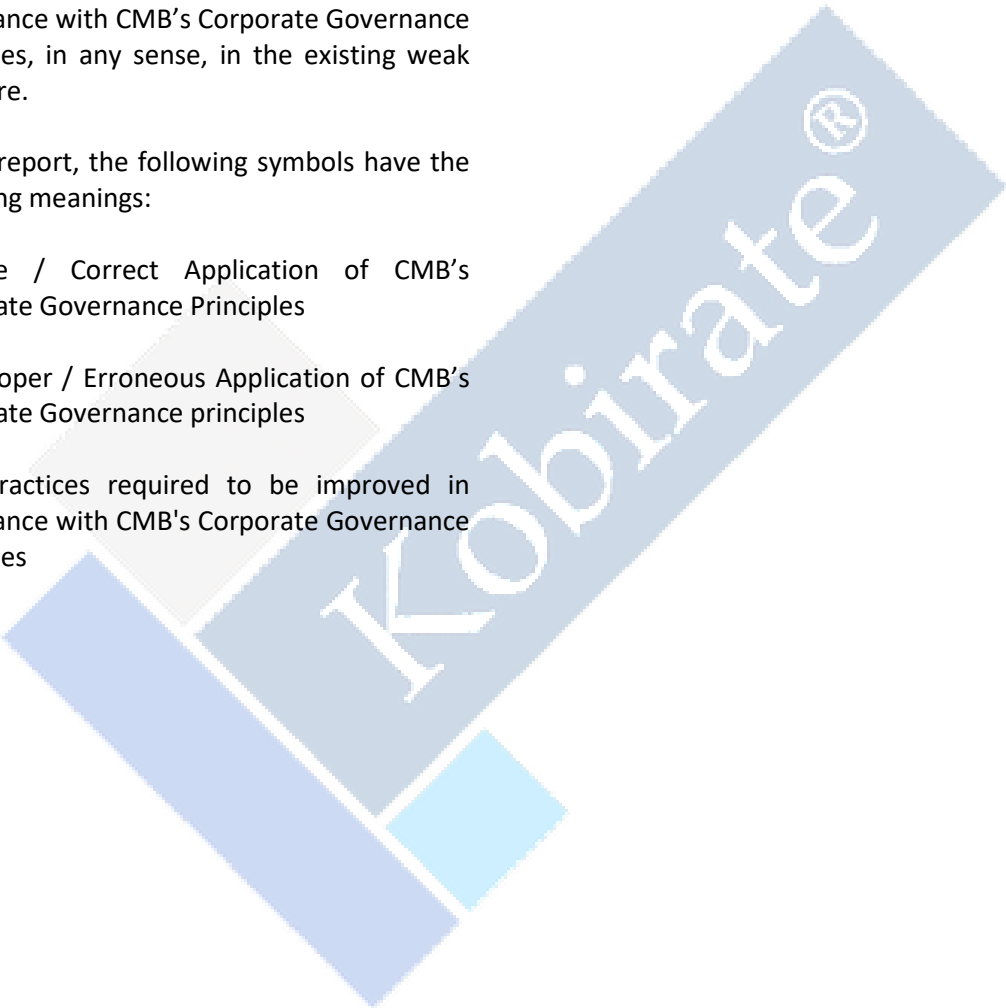 ance with CMB’s Corporate Governance
es, in any sense, in the existing weak
re.
report, the following symbols have the
ng meanings:
e / Correct Application of CMB’s
ate Governance Principles
oper / Erroneous Application of CMB’s
ate Governance principles
ractices required to be improved in
ance with CMB's Corporate Governance
es
Kobirate ®